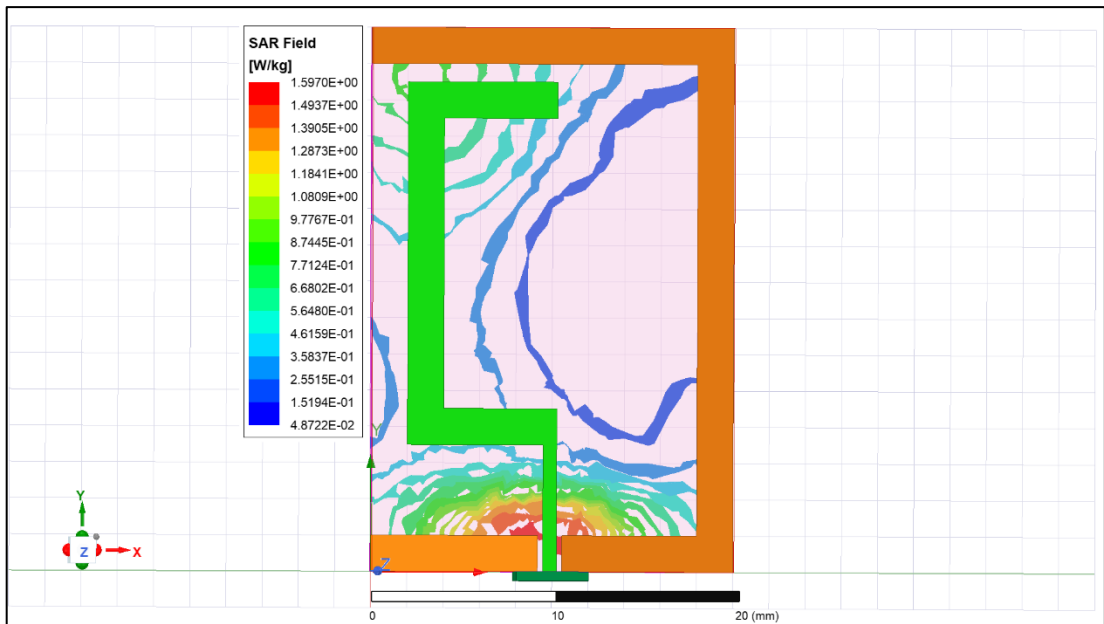 SAR Field
[W/kg]
1.5970E+00
1.4937E+00
1.3905E+00
1.2873E+00
1.1841E+00
1.0809E+00
9.7767E-01
8.7445E-01
7.7124E-01
6.6802E-01
5.6480E-01
4.6159E-01
3.5837E-01
2.5515E-01
1.5194E-01
4.8722E-02
Y
Y
Z
X
Z
0
10
20 (mm)